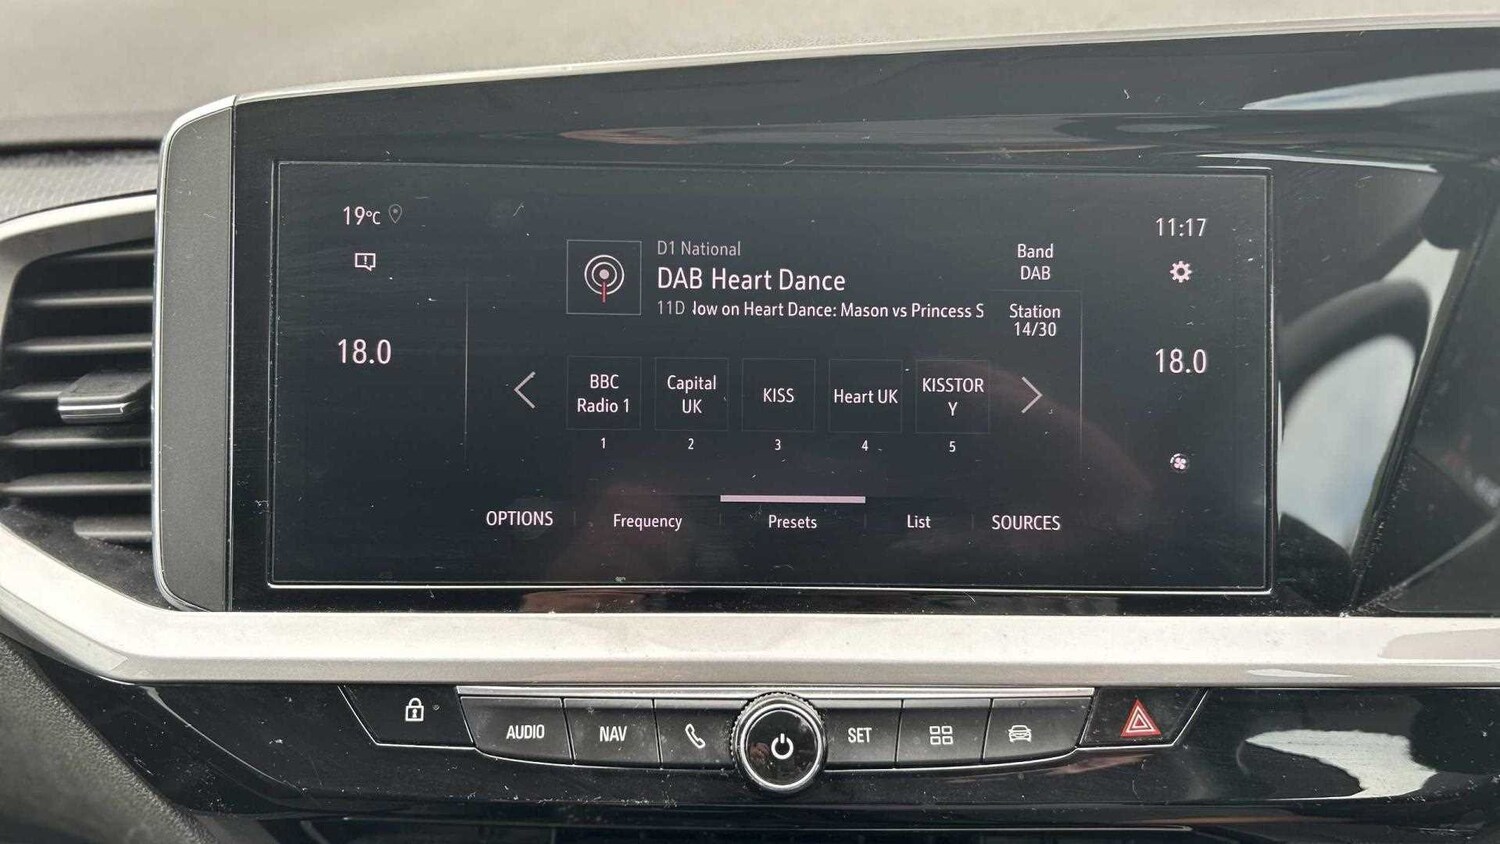 19°C
11:17
D1 National
DAB Heart Dance
11D low on Heart Dance: Mason vs Princess S
Band
DAB
Station
14/30
18.0
18.0
BBC
Radio 1
Capital
UK
KISS
Heart UK
KISSTOR
Y
1
2
3
4
5
OPTIONS
Frequency
Presets
List
SOURCES
AUDIO
NAV
SET